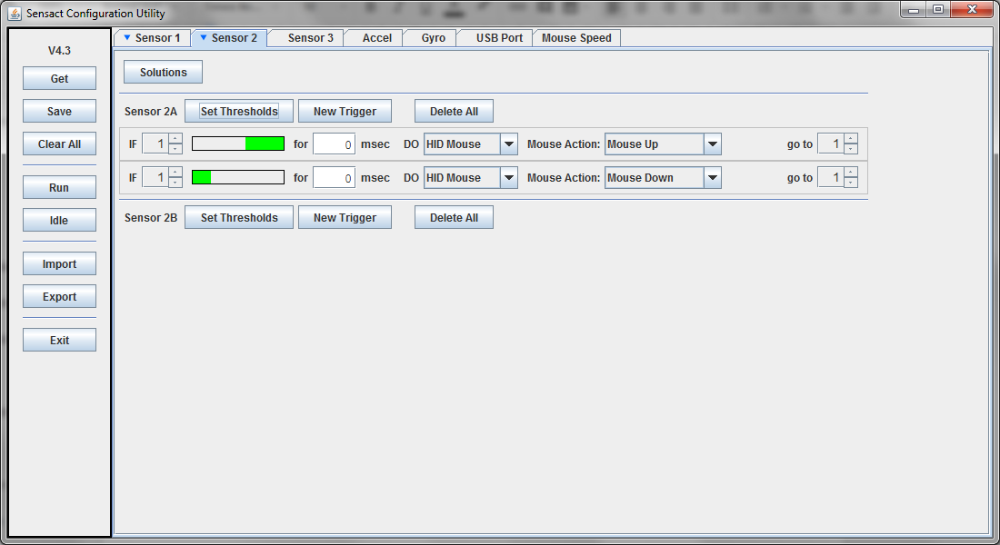 Sensact Configuration Utility
V4.3
Get
Save
Clear All
Run
Idle
Import
Export
Exit
Sensor 1 Sensor 2 Sensor 3 Accel Gyro USB Port Mouse Speed
Solutions
Sensor 2A Set Thresholds New Trigger Delete All
IF 1 for 0 msec DO HID Mouse Mouse Action: Mouse Up go to 1
IF 1 for 0 msec DO HID Mouse Mouse Action: Mouse Down go to 1
Sensor 2B Set Thresholds New Trigger Delete All